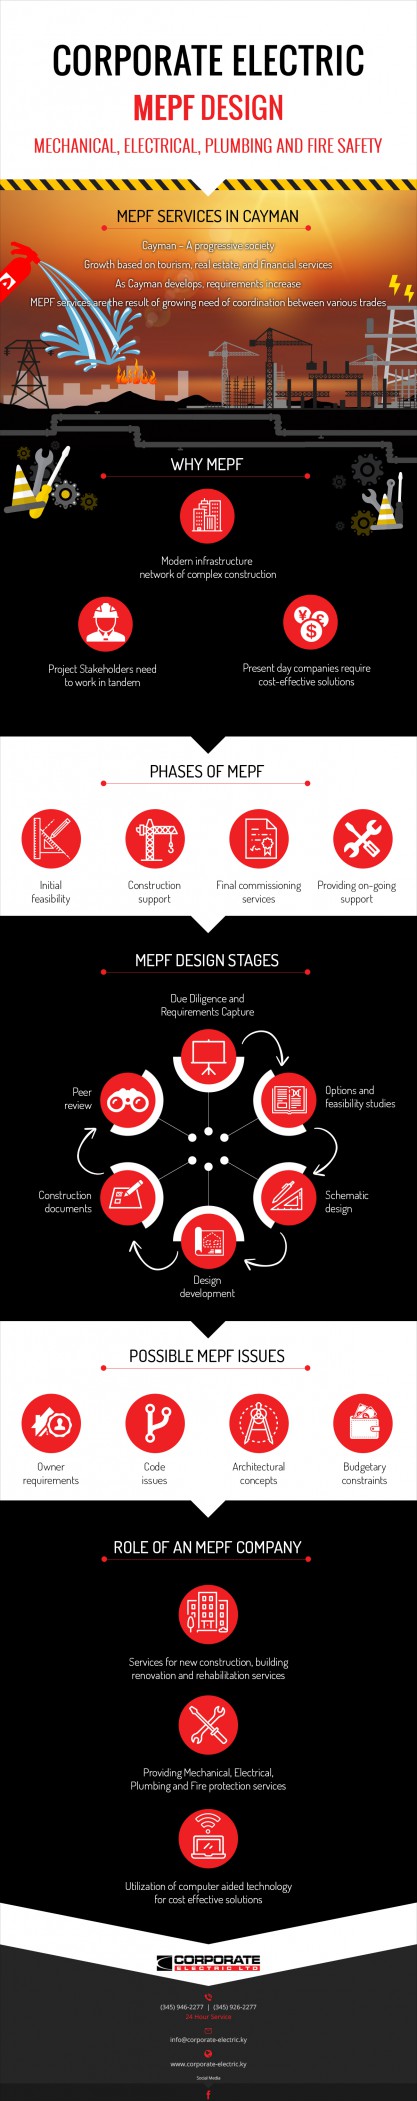 CORPORATE ELECTRIC
MEPF DESIGN
MECHANICAL, ELECTRICAL, PLUMBING AND FIRE SAFETY
MEPF SERVICES IN CAYMAN
Cayman – A progressive society
Growth based on tourism, real estate, and financial services
As Cayman develops, requirements increase
MEPF services are the result of growing need of coordination between various trades
WHY MEPF
Modern infrastructure
network of complex construction
Project Stakeholders need
to work in tandem
Present day companies require
cost-effective solutions
PHASES OF MEPF
Initial
feasibility
Construction
support
Final commissioning
services
Providing on-going
support
MEPF DESIGN STAGES
Due Diligence and
Requirements Capture
Options and
feasibility studies
Schematic
design
Design
development
Construction
documents
Peer
review
POSSIBLE MEPF ISSUES
Owner
requirements
Code
issues
Architectural
concepts
Budgetary
constraints
ROLE OF AN MEPF COMPANY
Services for new construction, building
renovation and rehabilitation services
Providing Mechanical, Electrical,
Plumbing and Fire protection services
Utilization of computer aided technology
for cost effective solutions
CORPORATE
ELECTRIC LTD
(345) 946-2277 | (345) 926-2277
24 Hour Service
info@corporate-electric.ky
www.corporate-electric.ky
Social Media